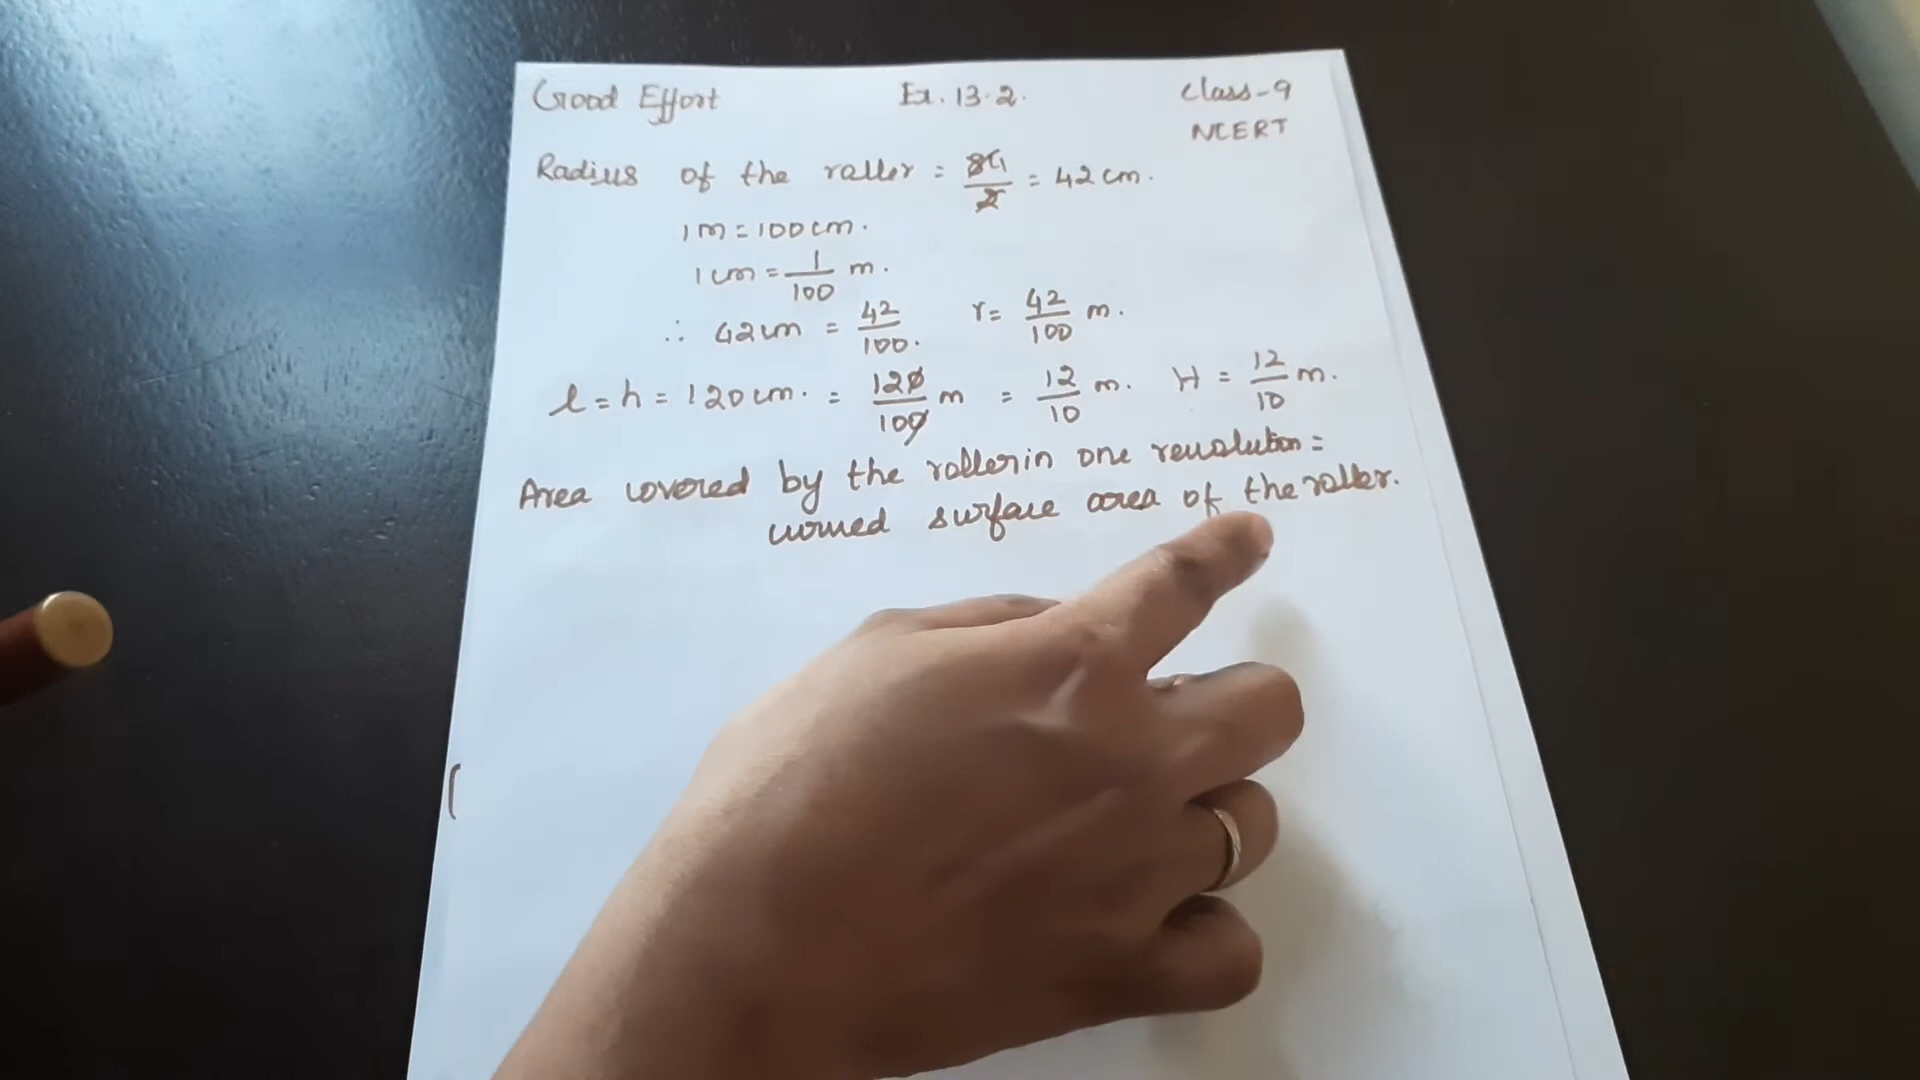 Good Effort Ex. 13.2. Class-9
NCERT
Radius of the roller = 84/2 = 42 cm.
1 m = 100 cm.
1 cm = 1/100 m.
∴ 42 cm = 42/100. r = 42/100 m.
l = h = 120 cm. = 120/100 m = 12/10 m. H = 12/10 m.
Area covered by the roller in one revolution =
curved surface area of the roller.